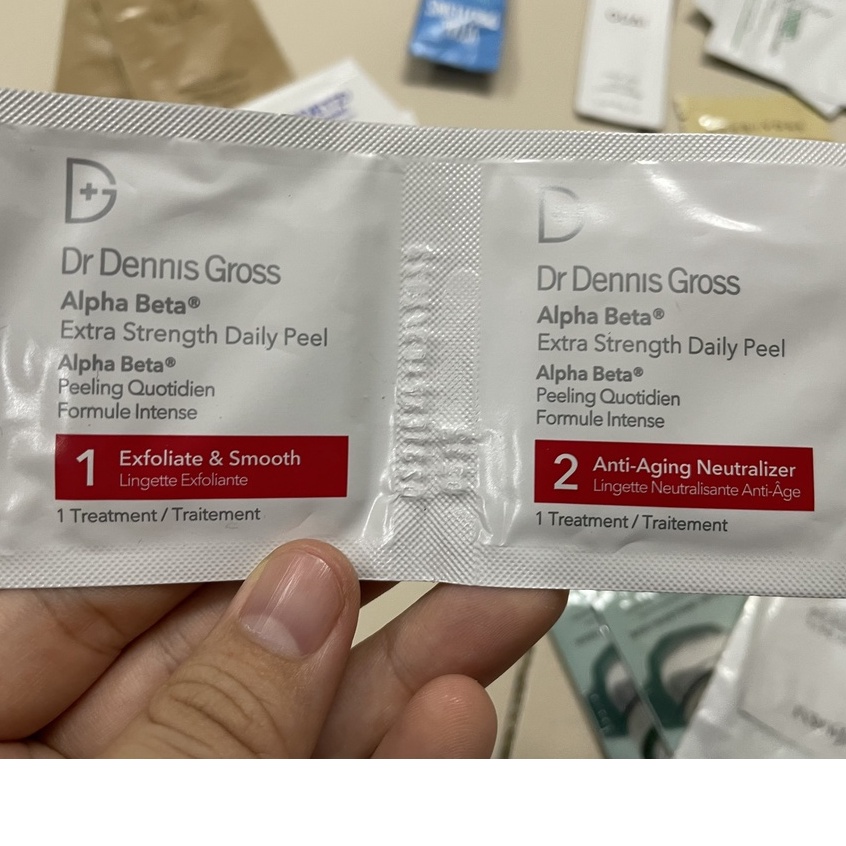 Dr Dennis Gross
Alpha Beta®
Extra Strength Daily Peel
Alpha Beta®
Peeling Quotidien
Formule Intense
1 Exfoliate & Smooth
Lingette Exfoliante
1 Treatment / Traitement
Dr Dennis Gross
Alpha Beta®
Extra Strength Daily Peel
Alpha Beta®
Peeling Quotidien
Formule Intense
2 Anti-Aging Neutralizer
Lingette Neutralisante Anti-Âge
1 Treatment / Traitement